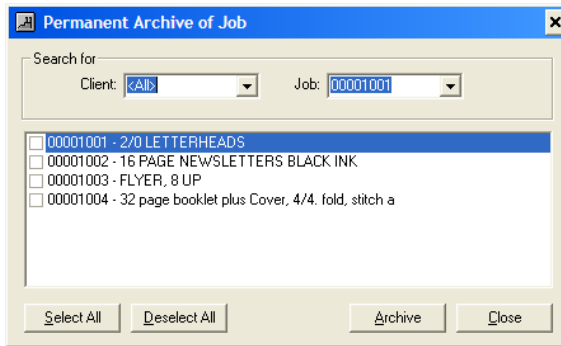 Permanent Archive of Job
Search for
Client: <All> Job: 00001001
00001001 - 2/0 LETTERHEADS
00001002 - 16 PAGE NEWSLETTERS BLACK INK
00001003 - FLYER, 8 UP
00001004 - 32 page booklet plus Cover, 4/4. fold, stitch a
Select All Deselect All Archive Close